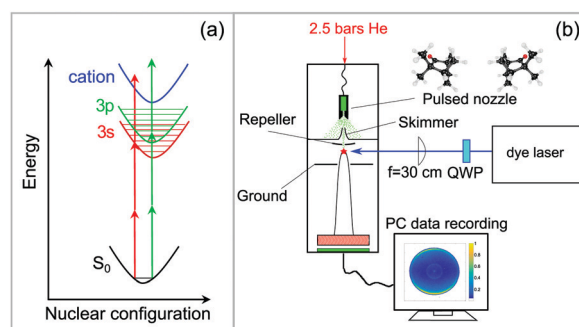 (a)
cation
3p
3s
S0
Energy
Nuclear configuration
(b)
2.5 bars He
Pulsed nozzle
Skimmer
Repeller
Ground
f=30 cm
QWP
dye laser
PC data recording
1
0.8
0.6
0.4
0.2